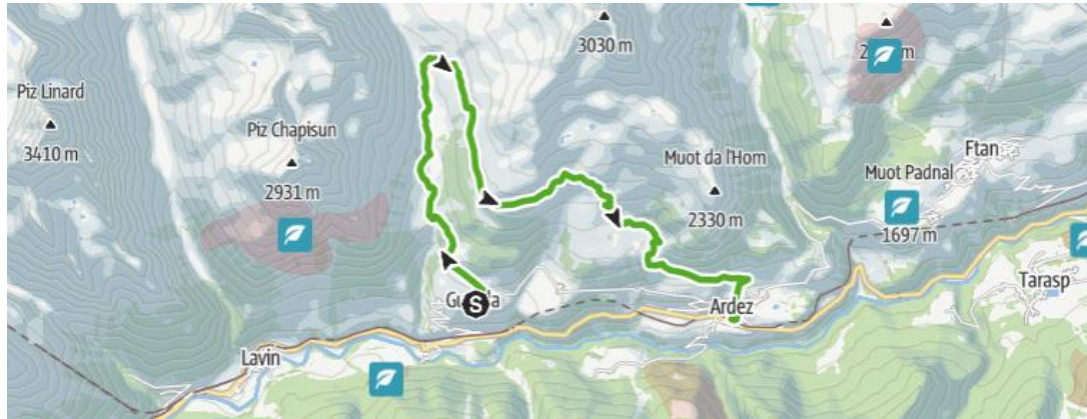 3030 m
Piz Linard
3410 m
Piz Chapisun
2931 m
Muot da l'Hom
2330 m
Muot Padnal
1697 m
Ftan
Tarasp
S
Ardez
Lavin